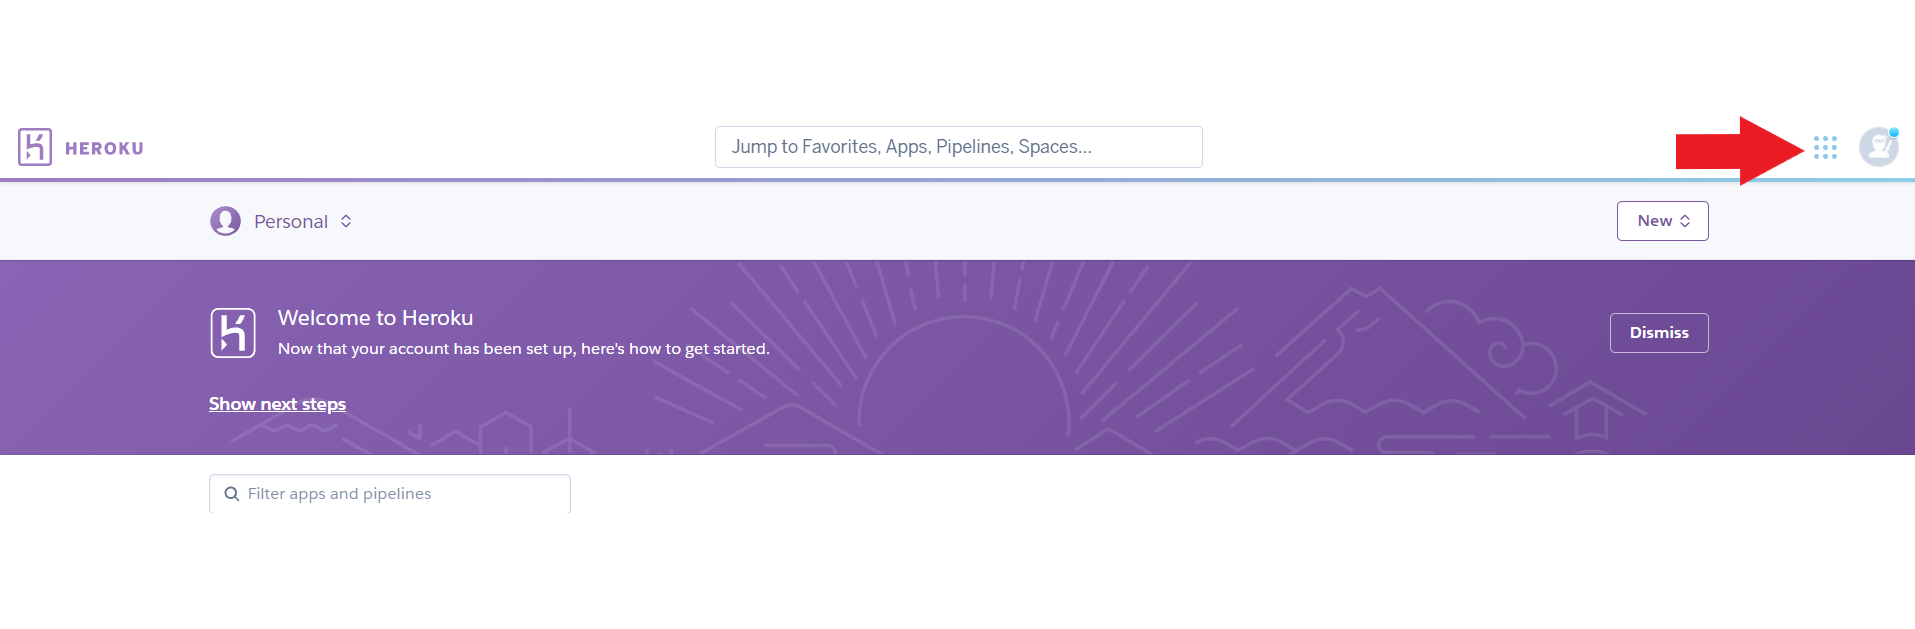 HEROKU
Jump to Favorites, Apps, Pipelines, Spaces...
Personal
New
Welcome to Heroku
Now that your account has been set up, here's how to get started.
Dismiss
Show next steps
Filter apps and pipelines